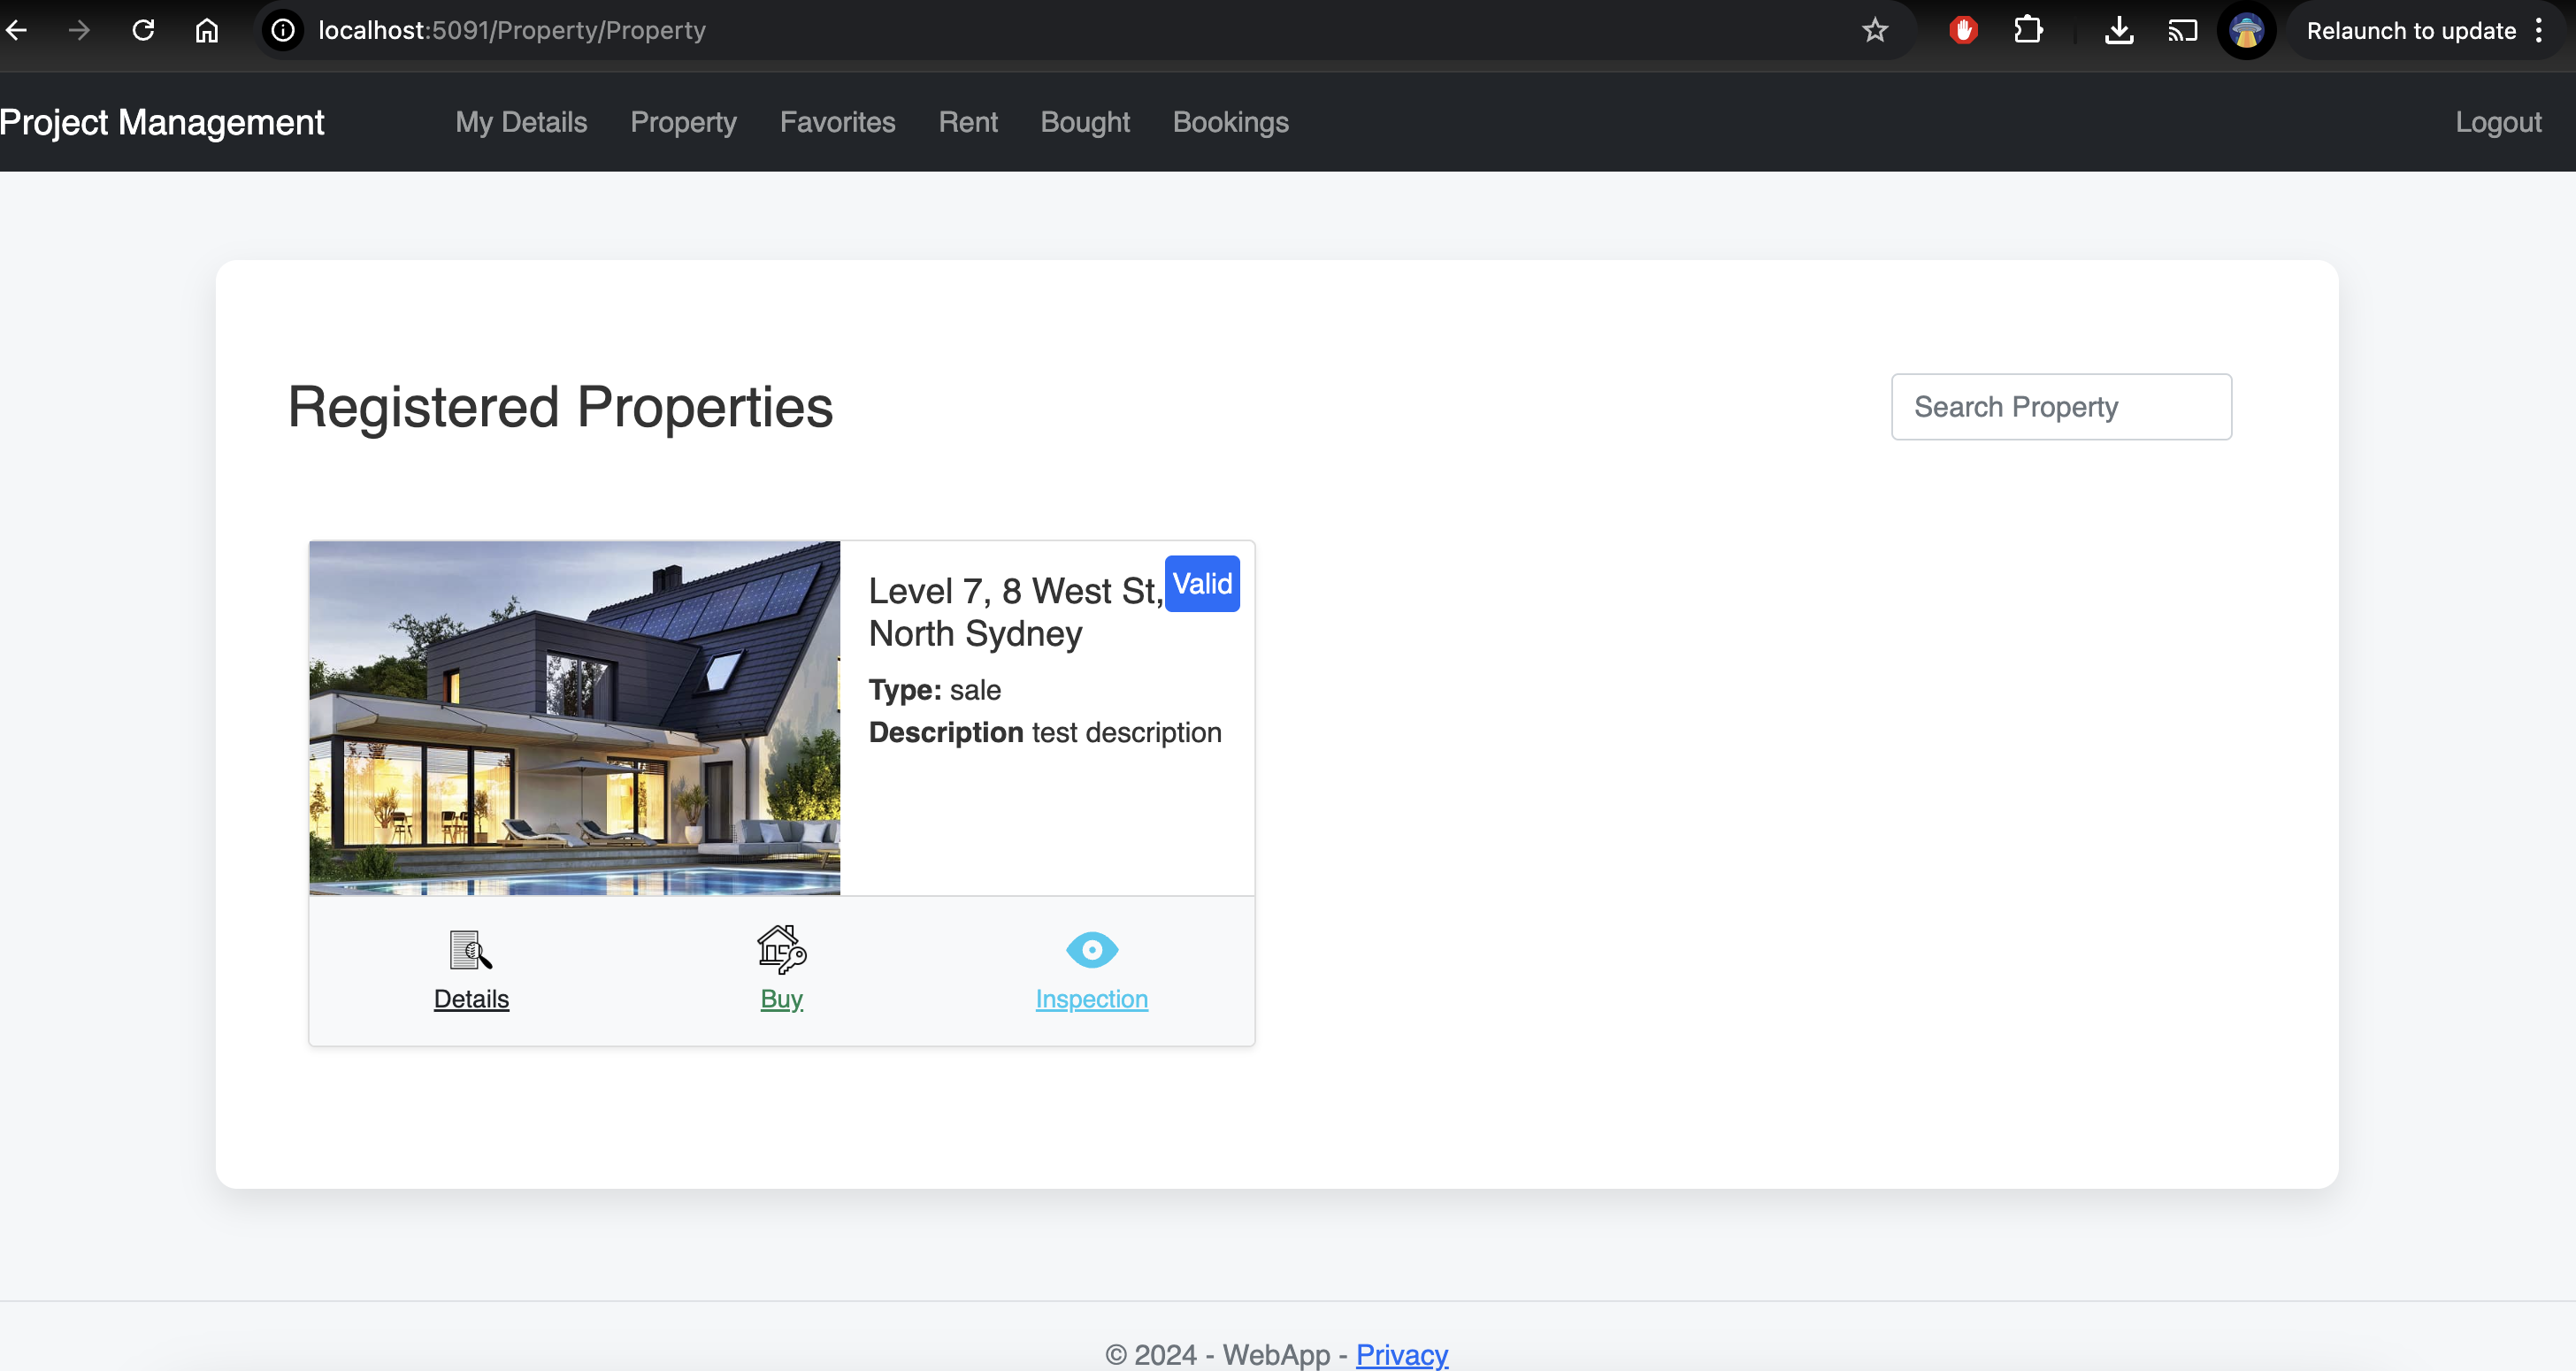 localhost:5091/Property/Property
Relaunch to update
Project Management
My Details
Property
Favorites
Rent
Bought
Bookings
Logout
Registered Properties
Search Property
Level 7, 8 West St,
North Sydney
Valid
Type: sale
Description test description
Details
Buy
Inspection
© 2024 - WebApp - Privacy